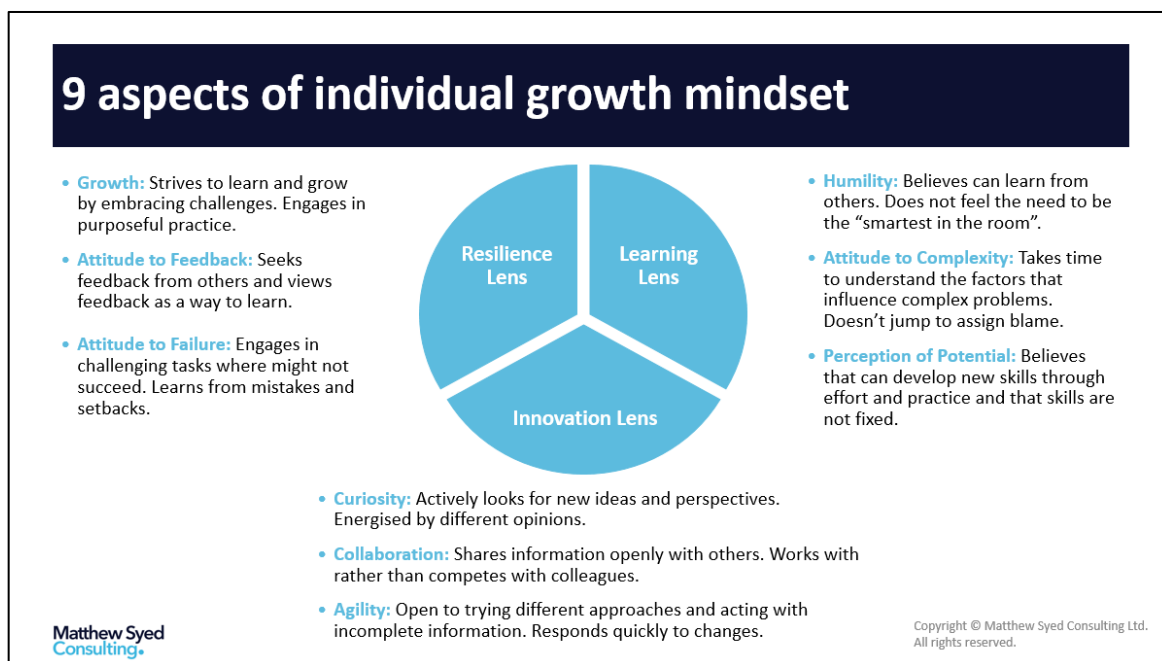 9 aspects of individual growth mindset
• Growth: Strives to learn and grow
by embracing challenges. Engages in
purposeful practice.
• Attitude to Feedback: Seeks
feedback from others and views
feedback as a way to learn.
• Attitude to Failure: Engages in
challenging tasks where might not
succeed. Learns from mistakes and
setbacks.
Resilience
Lens
Learning
Lens
Innovation Lens
• Humility: Believes can learn from
others. Does not feel the need to be
the “smartest in the room”.
• Attitude to Complexity: Takes time
to understand the factors that
influence complex problems.
Doesn’t jump to assign blame.
• Perception of Potential: Believes
that can develop new skills through
effort and practice and that skills are
not fixed.
• Curiosity: Actively looks for new ideas and perspectives.
Energised by different opinions.
• Collaboration: Shares information openly with others. Works with
rather than competes with colleagues.
• Agility: Open to trying different approaches and acting with
incomplete information. Responds quickly to changes.
Matthew Syed
Consulting.
Copyright © Matthew Syed Consulting Ltd.
All rights reserved.